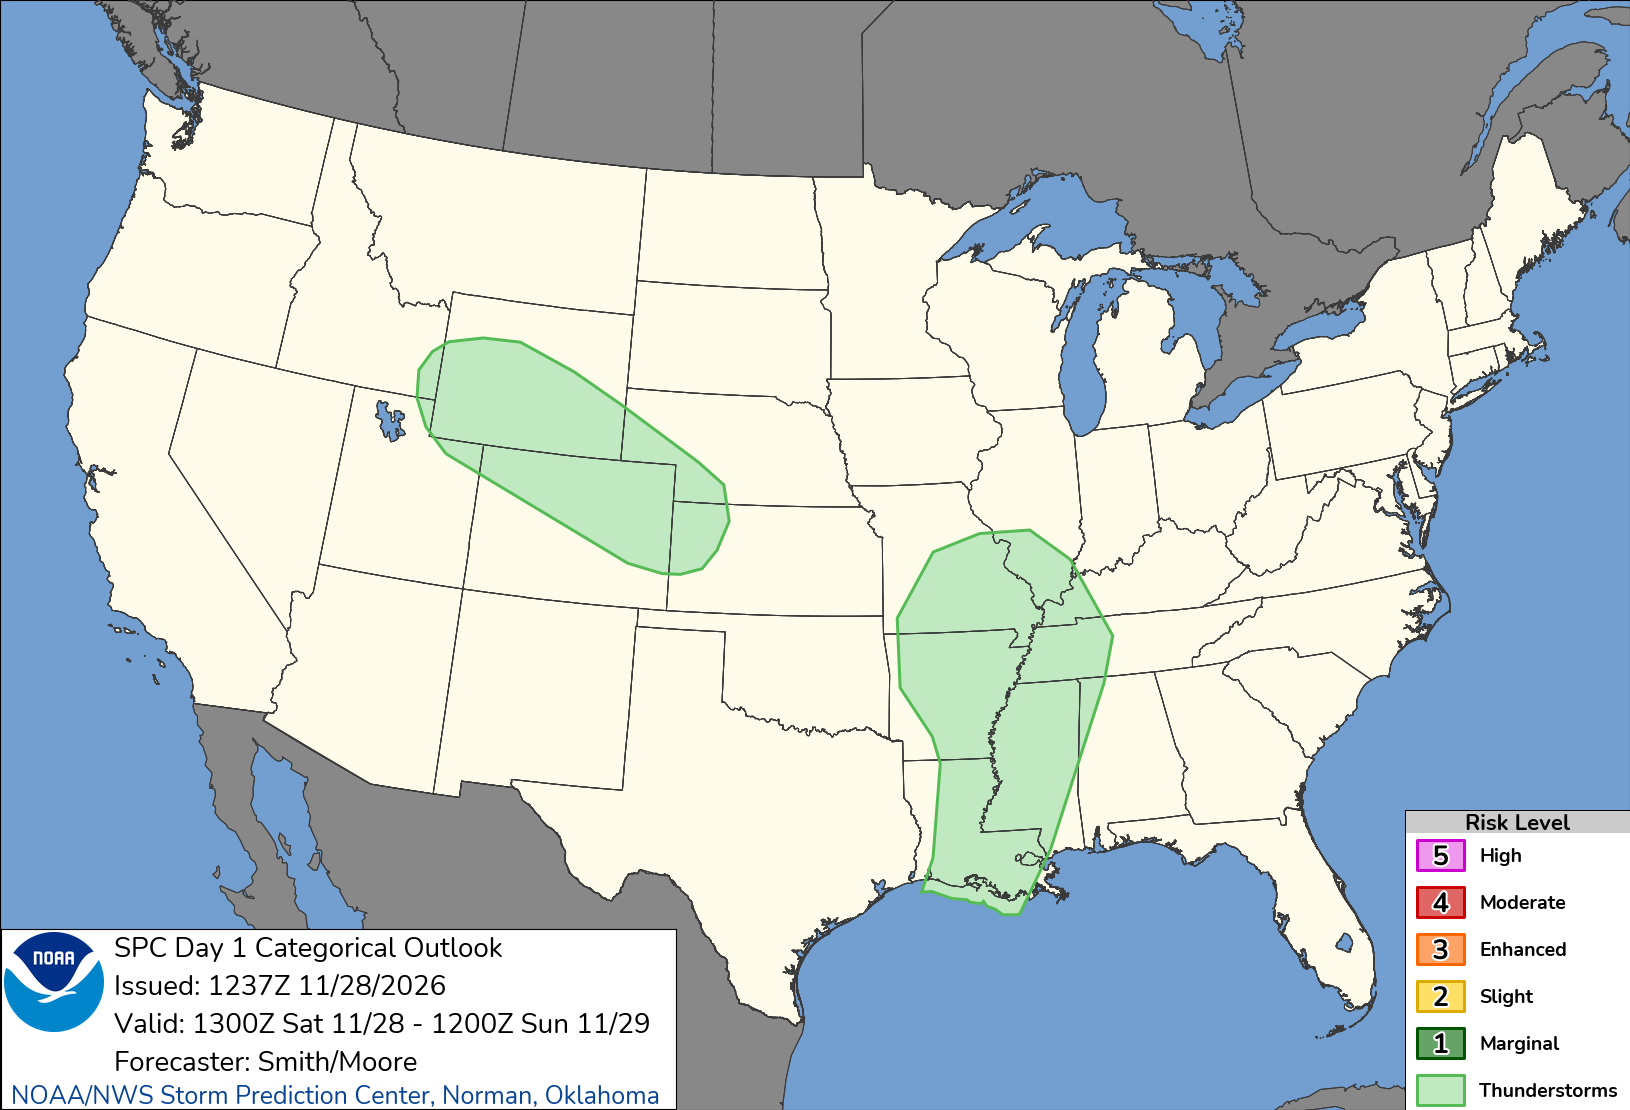 SPC Day 1 Categorical Outlook
Issued: 1237Z 11/28/2026
Valid: 1300Z Sat 11/28 - 1200Z Sun 11/29
Forecaster: Smith/Moore
NOAA/NWS Storm Prediction Center, Norman, Oklahoma
NOAA
Risk Level
5 High
4 Moderate
3 Enhanced
2 Slight
1 Marginal
Thunderstorms